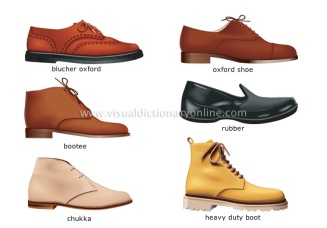 blucher oxford
oxford shoe
www.visualdictionaryonline.com
bootee
rubber
chukka
heavy duty boot